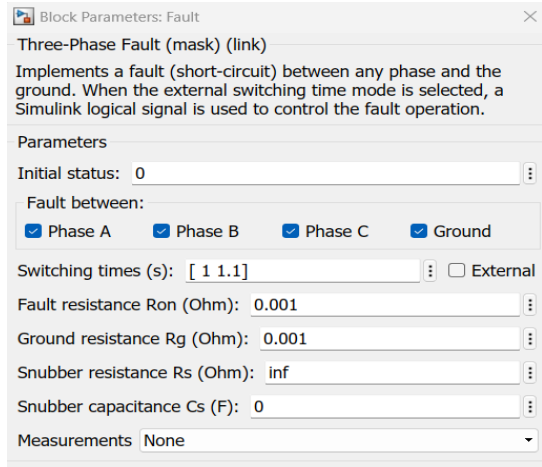 Block Parameters: Fault
Three-Phase Fault (mask) (link)
Implements a fault (short-circuit) between any phase and the
ground. When the external switching time mode is selected, a
Simulink logical signal is used to control the fault operation.
Parameters
Initial status: 0
Fault between:
Phase A Phase B Phase C Ground
Switching times (s): [ 1 1.1] External
Fault resistance Ron (Ohm): 0.001
Ground resistance Rg (Ohm): 0.001
Snubber resistance Rs (Ohm): inf
Snubber capacitance Cs (F): 0
Measurements None